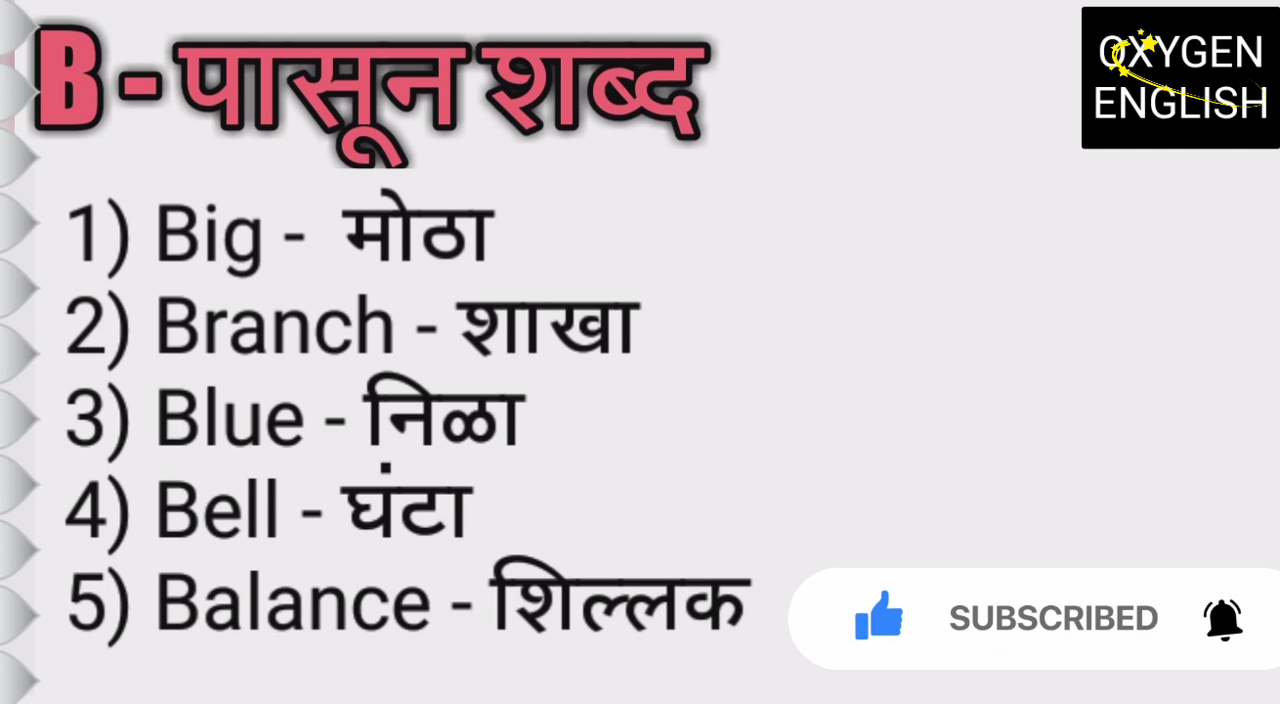 B - पासून शब्द
OXYGEN
ENGLISH
1) Big - मोठा
2) Branch - शाखा
3) Blue - निळा
4) Bell - घंटा
5) Balance - शिल्लक
SUBSCRIBED